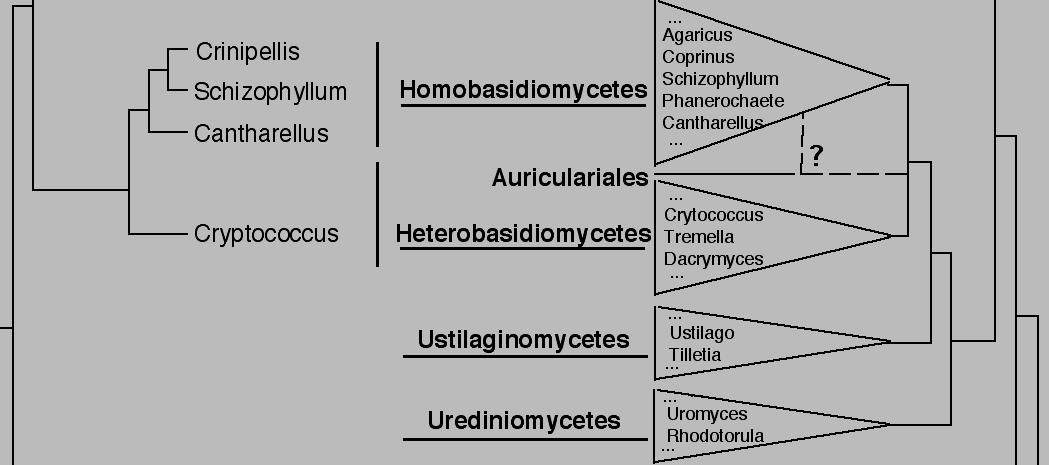 Crinipellis
Schizophyllum
Cantharellus
Cryptococcus
Homobasidiomycetes
...
Agaricus
Coprinus
Schizophyllum
Phanerochaete
Cantharellus
...
?
Auriculariales
Heterobasidiomycetes
...
Crytococcus
Tremella
Dacrymyces
...
Ustilaginomycetes
...
Ustilago
Tilletia
...
Urediniomycetes
...
Uromyces
Rhodotorula
...